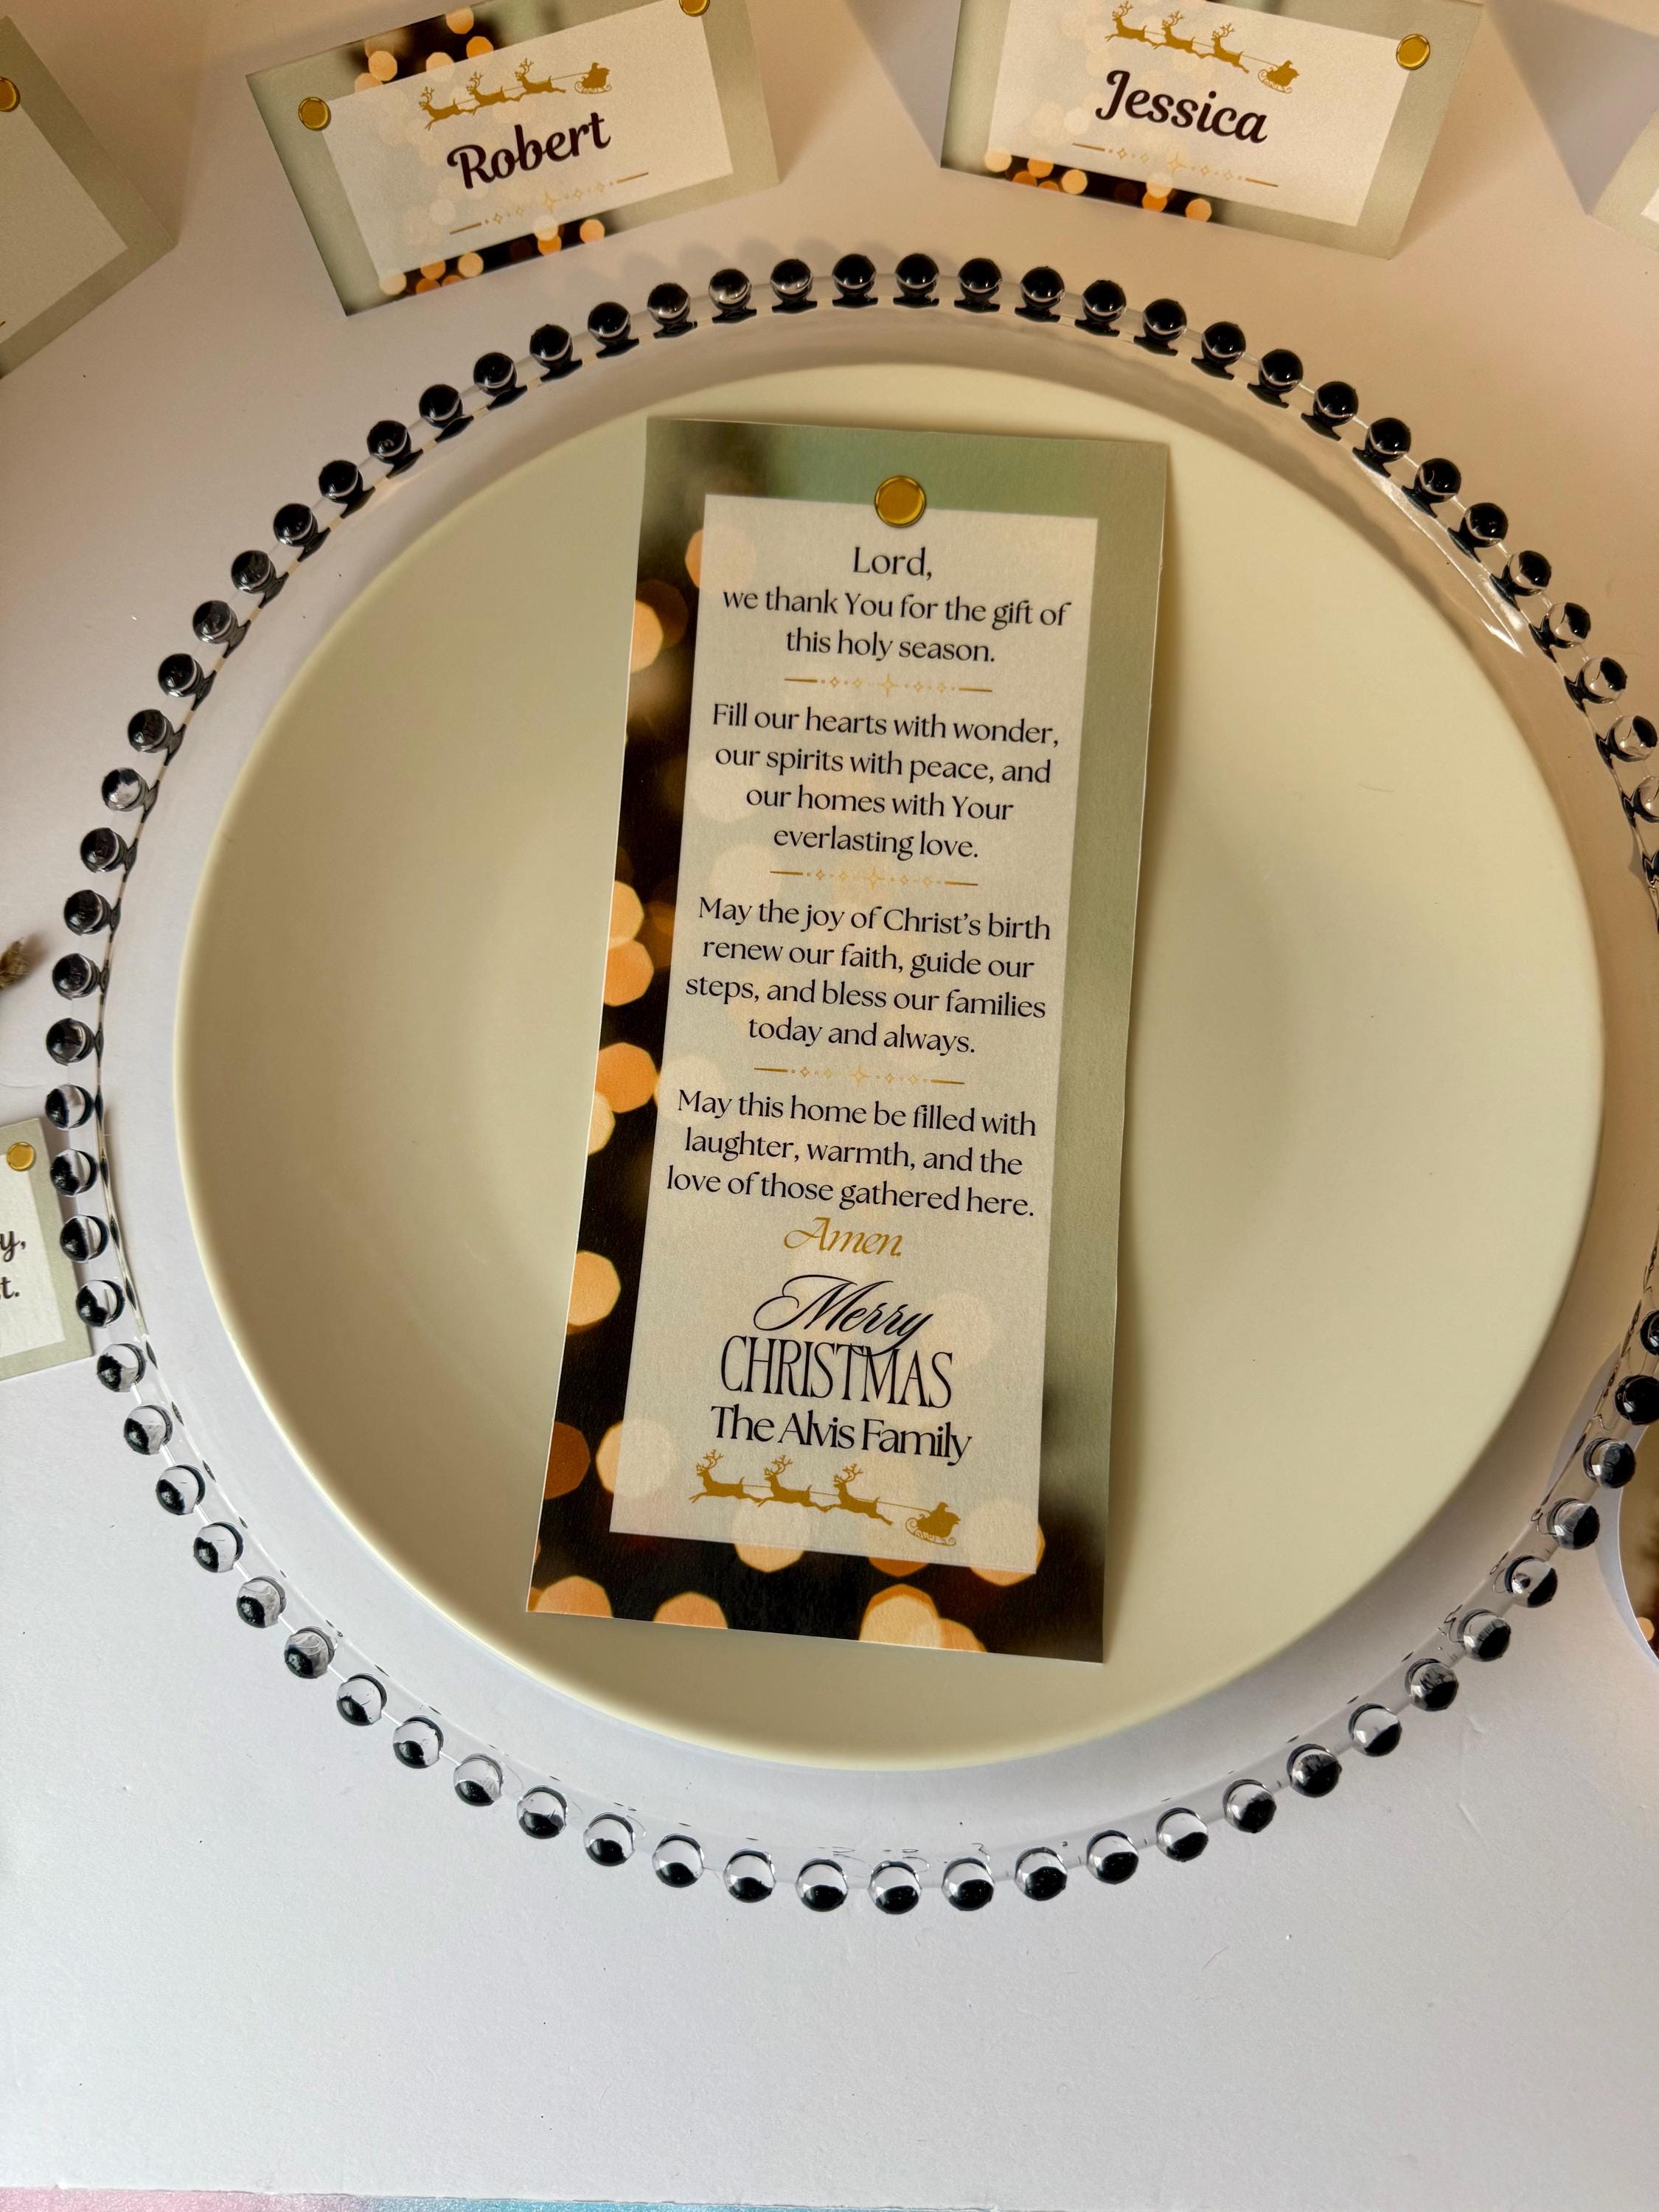 Robert
Jessica
Lord,
we thank You for the gift of
this holy season.
Fill our hearts with wonder,
our spirits with peace, and
our homes with Your
everlasting love.
May the joy of Christ's birth
renew our faith, guide our
steps, and bless our families
today and always.
May this home be filled with
laughter, warmth, and the
love of those gathered here.
Amen.
Merry
CHRISTMAS
The Alvis Family